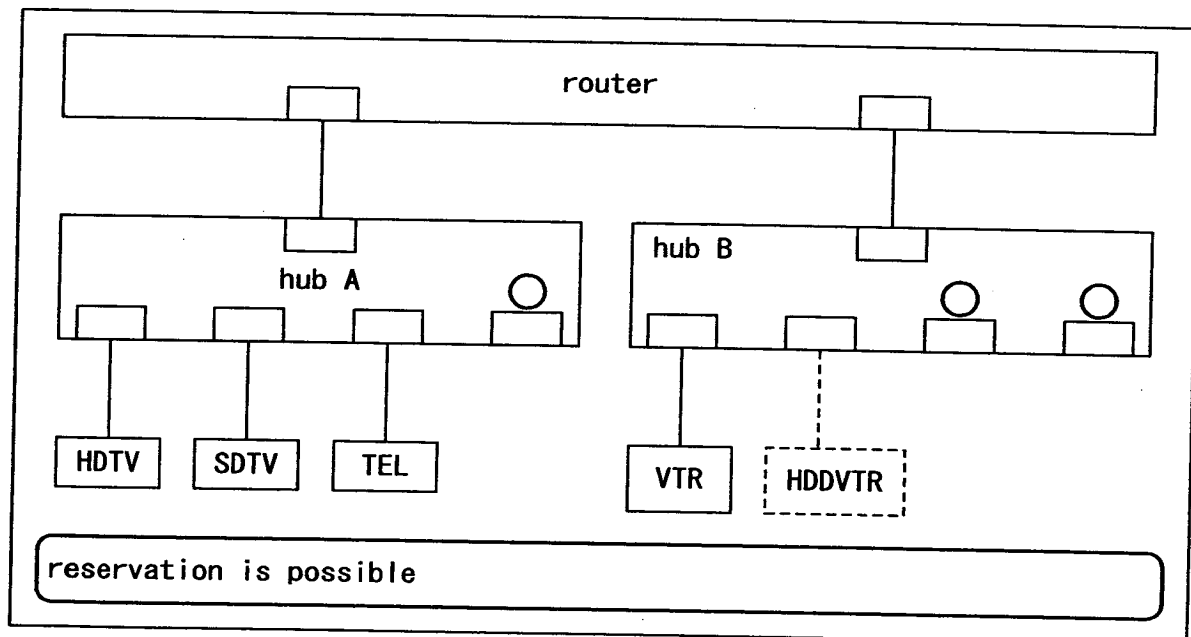 router
hub A
hub B
HDTV
SDTV
TEL
VTR
HDDVTR
reservation is possible